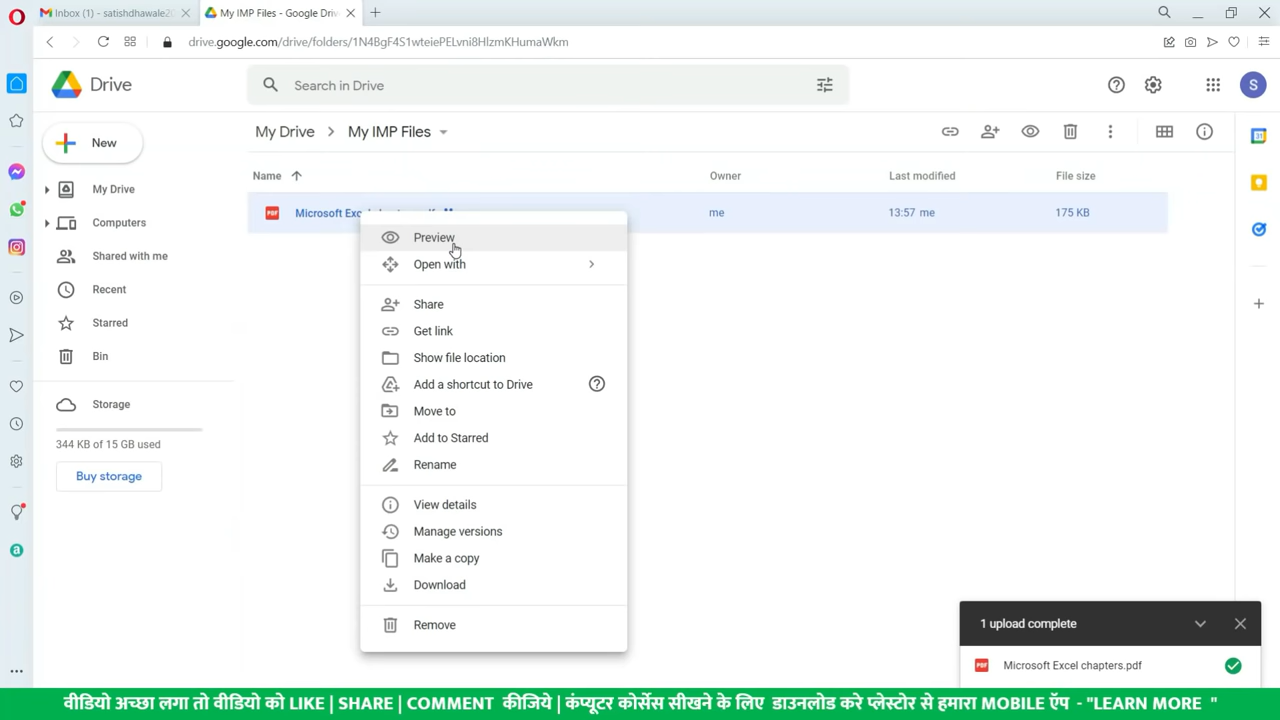 Inbox (1) - satishdhawale20
My IMP Files - Google Driv
drive.google.com/drive/folders/1N4BgF4S1wteiePELvni8HlzmKHumaWkm
Drive
Search in Drive
S
New
My Drive > My IMP Files
Name
Owner
Last modified
File size
Microsoft Exc
me
13:57 me
175 KB
My Drive
Computers
Shared with me
Recent
Starred
Bin
Storage
344 KB of 15 GB used
Buy storage
Preview
Open with
Share
Get link
Show file location
Add a shortcut to Drive
Move to
Add to Starred
Rename
View details
Manage versions
Make a copy
Download
Remove
1 upload complete
Microsoft Excel chapters.pdf
वीडियो अच्छा लगा तो वीडियो को LIKE | SHARE | COMMENT कीजिये | कंप्यूटर कोर्सेस सीखने के लिए डाउनलोड करे प्लेस्टोर से हमारा MOBILE ऍप - "LEARN MORE "